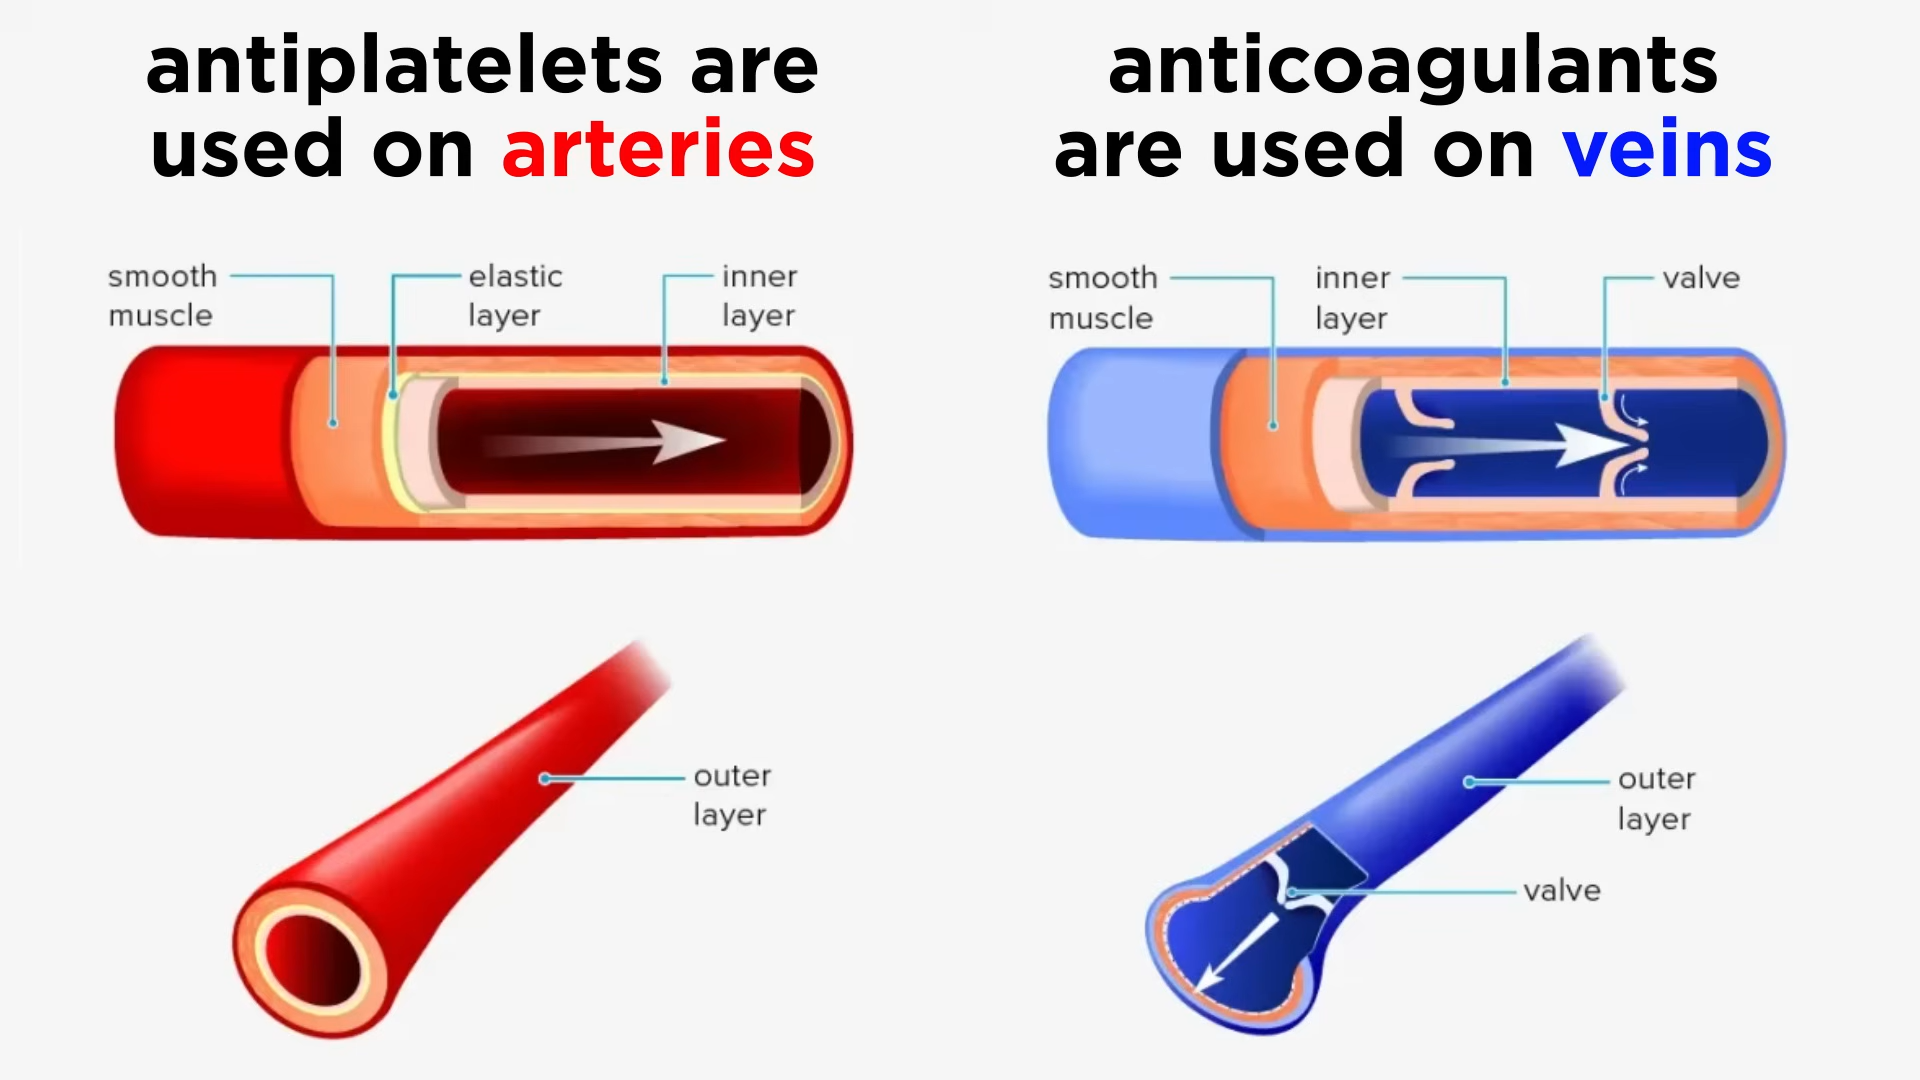 antiplatelets are
used on arteries
smooth
muscle
elastic
layer
inner
layer
outer
layer
anticoagulants
are used on veins
smooth
muscle
inner
layer
valve
outer
layer
valve